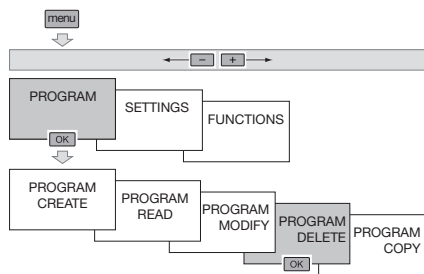 menu
− +
PROGRAM
SETTINGS
FUNCTIONS
OK
PROGRAM
CREATE
PROGRAM
READ
PROGRAM
MODIFY
PROGRAM
DELETE
PROGRAM
COPY
OK